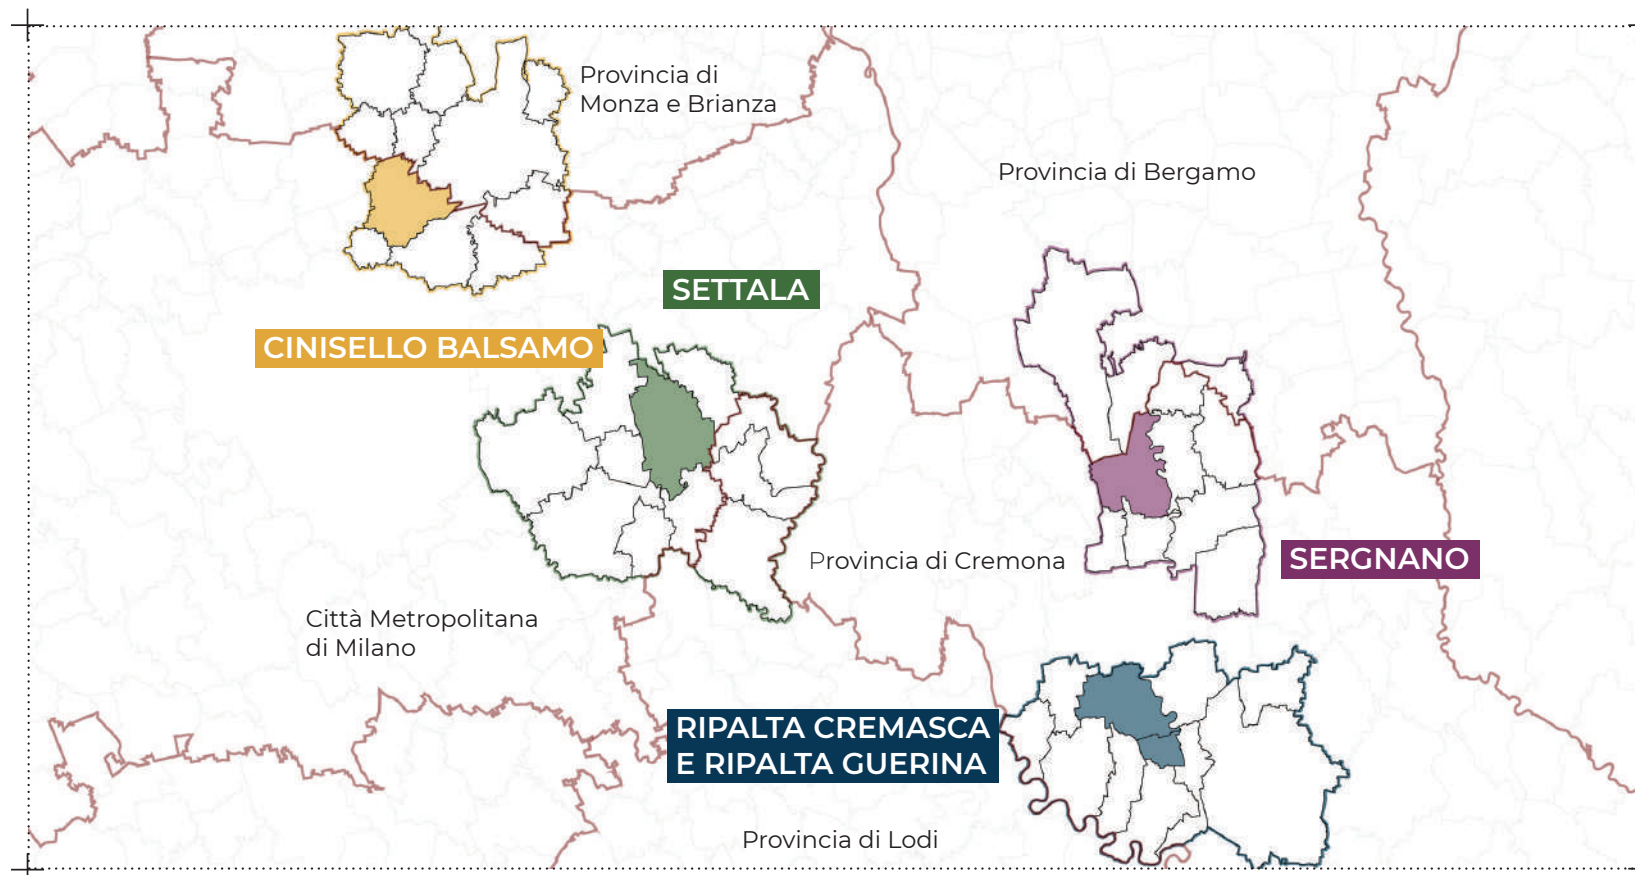 Provincia di
Monza e Brianza
Provincia di Bergamo
SETTALA
CINISELLO BALSAMO
Provincia di Cremona
SERGNANO
Città Metropolitana
di Milano
RIPALTA CREMASCA
E RIPALTA GUERINA
Provincia di Lodi